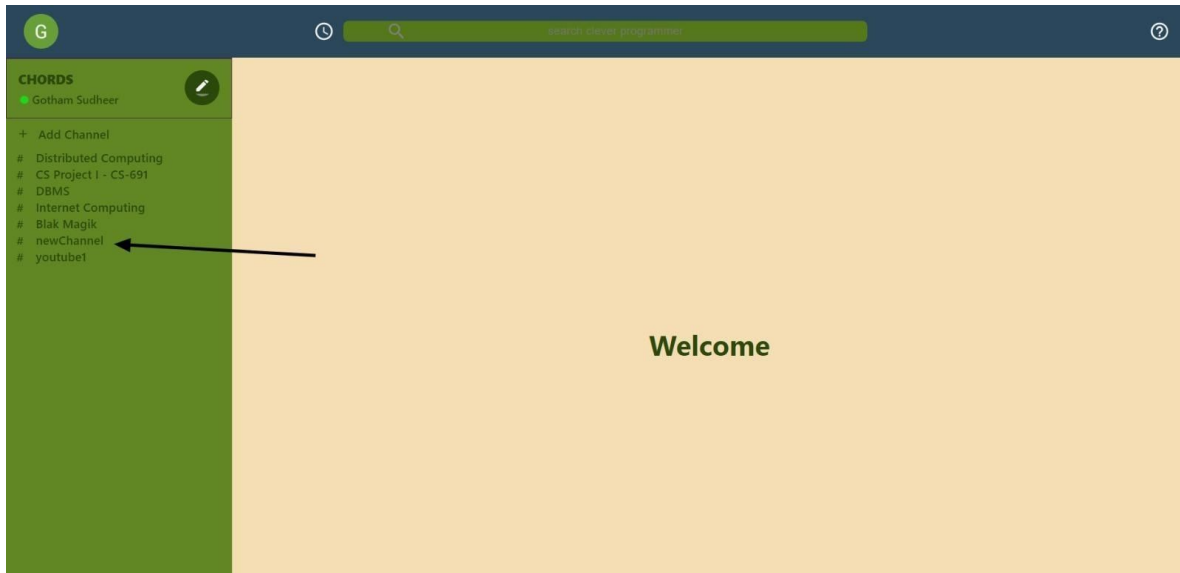 G
search clever programmer
CHORDS
Gotham Sudheer
+ Add Channel
# Distributed Computing
# CS Project I - CS-691
# DBMS
# Internet Computing
# Blak Magik
# newChannel
# youtube1
Welcome